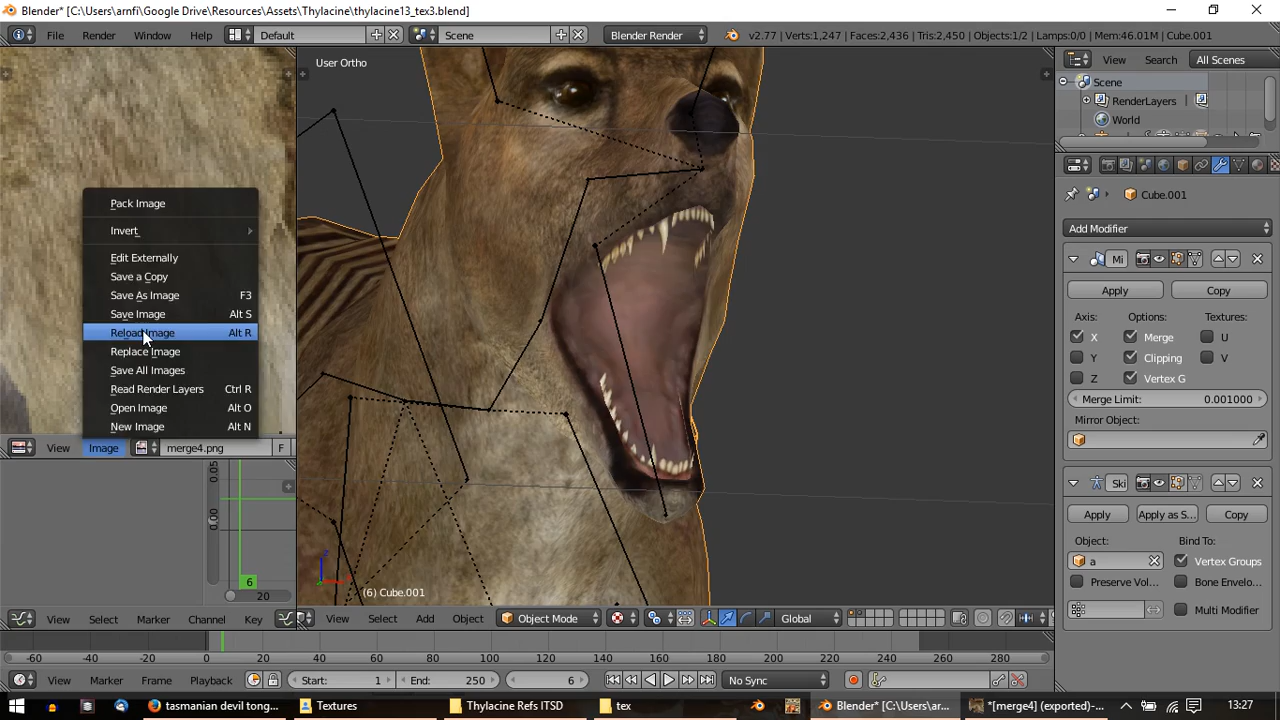 Blender* [C:\Users\arnfi\Google Drive\Resources\Assets\Thylacine\thylacine13_tex3.blend]
File Render Window Help Default Scene Blender Render v2.77 | Verts:1,247 | Faces:2,436 | Tris:2,450 | Objects:1/2 | Lamps:0/0 | Mem:46.01M | Cube.001
User Ortho
View Search All Scenes
Scene
RenderLayers
World
Cube.001
Add Modifier
Mi
Apply Copy
Axis: Options: Textures:
X Merge U
Y Clipping V
Z Vertex G
Merge Limit: 0.001000
Mirror Object:
Ski
Apply Apply as S... Copy
Object: Bind To:
a Vertex Groups
Preserve Vol... Bone Envelo...
Multi Modifier
Pack Image
Invert
Edit Externally
Save a Copy
Save As Image F3
Save Image Alt S
Reload Image Alt R
Replace Image
Save All Images
Read Render Layers Ctrl R
Open Image Alt O
New Image Alt N
View Image merge4.png F
0.05
0.00
6
20
(6) Cube.001
View Select Marker Channel Key
View Select Add Object Object Mode Global
-60 -40 -20 0 20 40 60 80 100 120 140 160 180 200 220 240 260 280
View Marker Frame Playback Start: 1 End: 250 6 No Sync
tasmanian devil tong... Textures Thylacine Refs ITSD tex Blender* [C:\Users\ar... *[merge4] (exported)-... 13:27